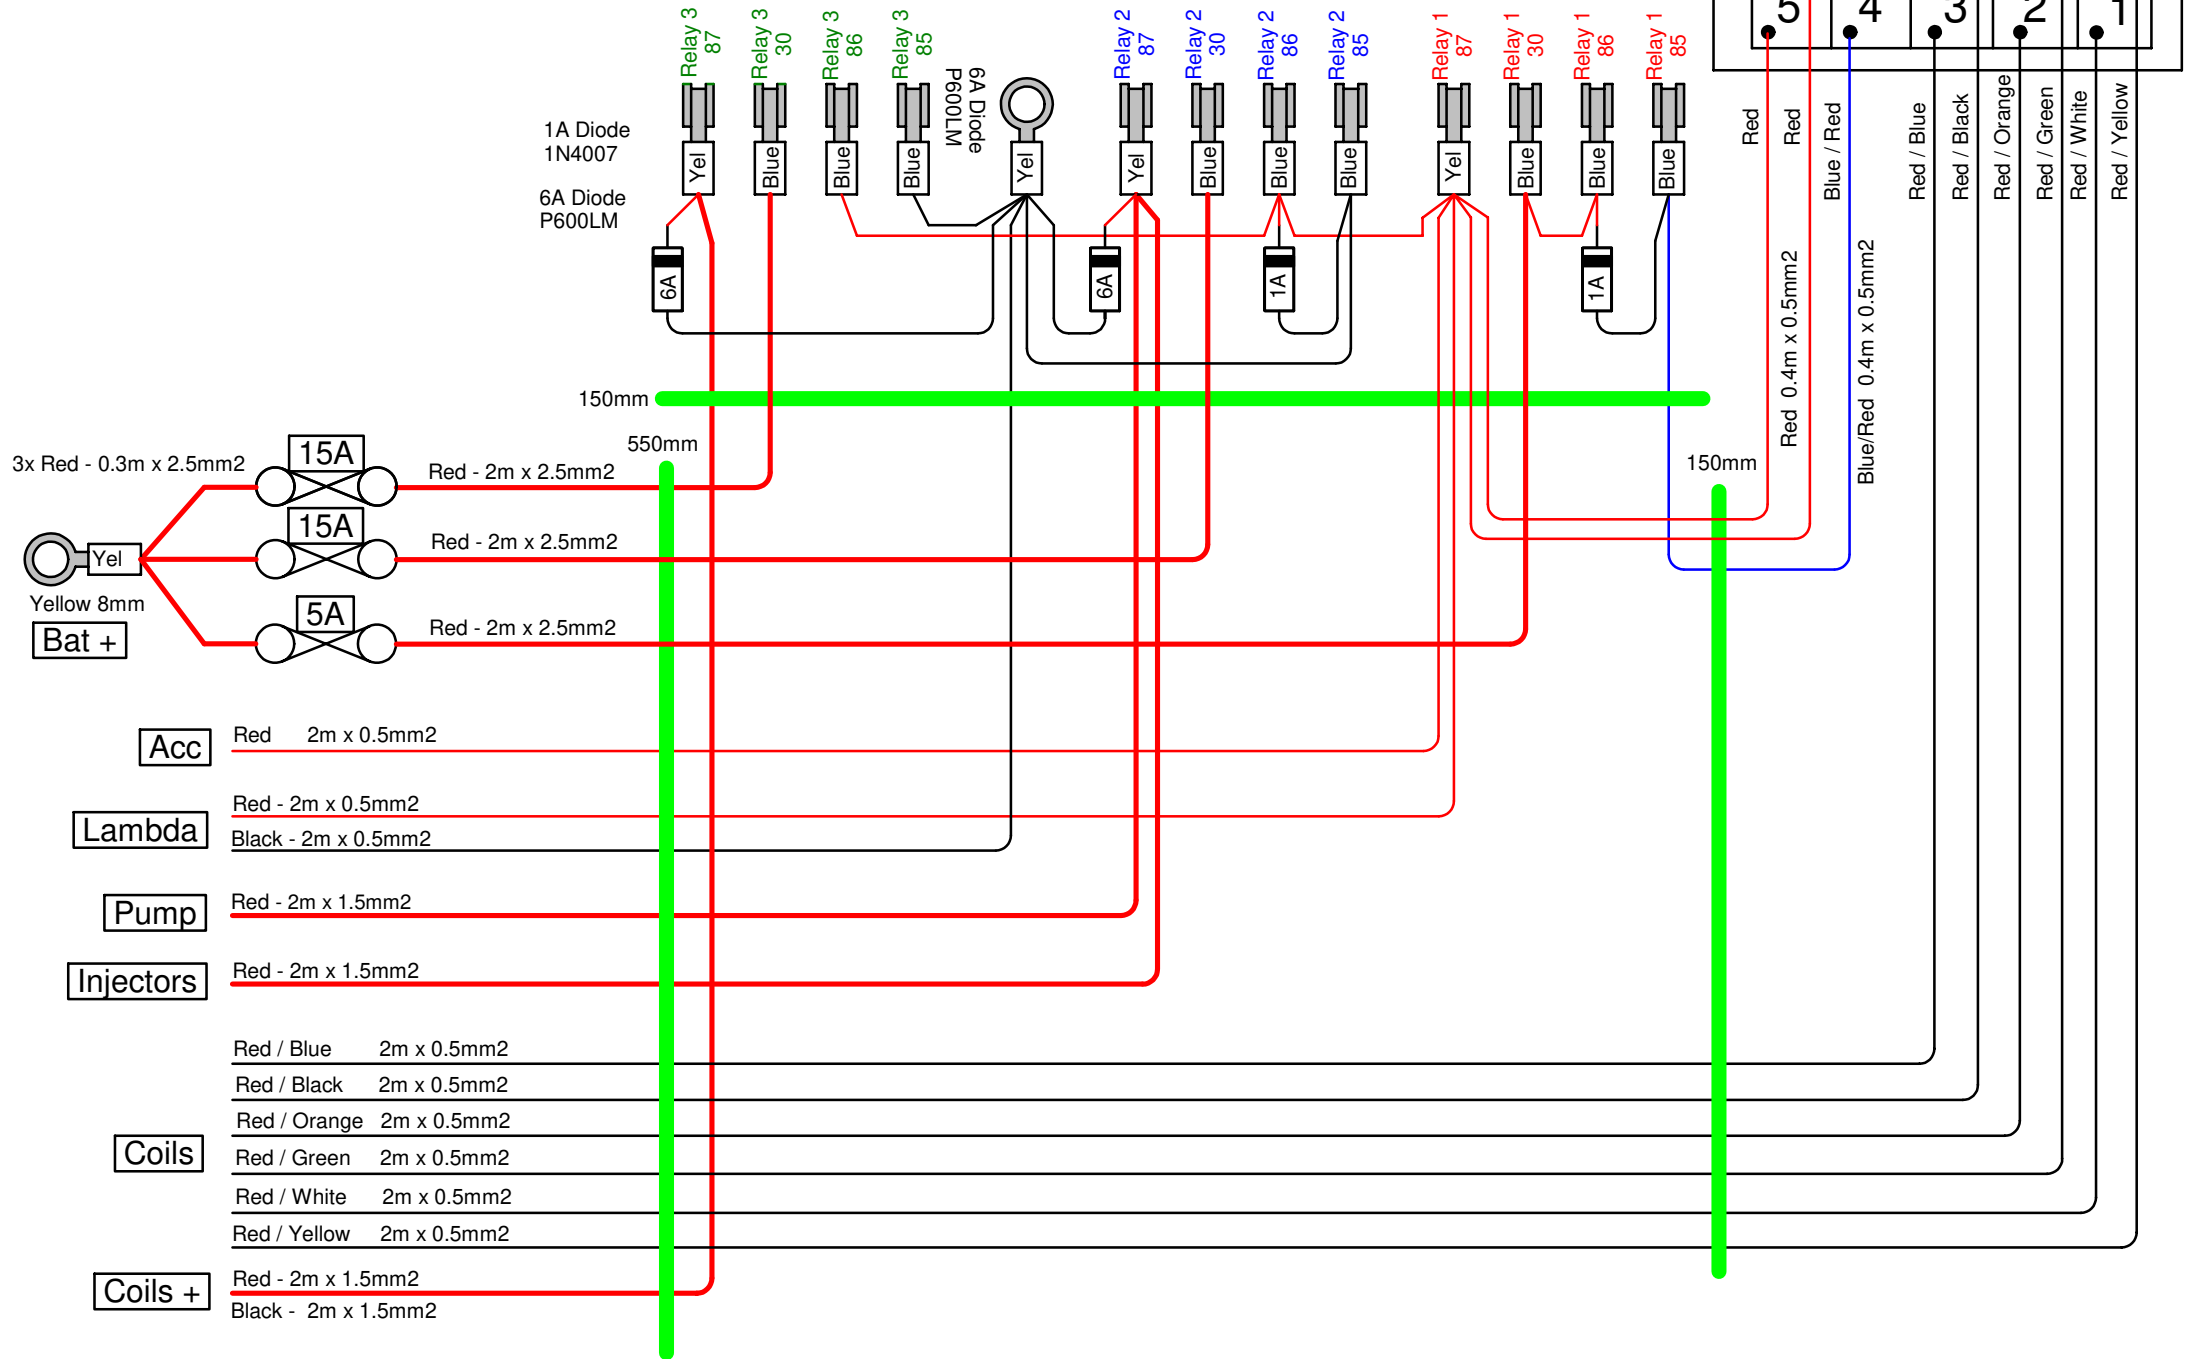 Relay 3
87
Relay 3
30
Relay 3
86
Relay 3
85
6A Diode
P600LM
Relay 2
87
Relay 2
30
Relay 2
86
Relay 2
85
Relay 1
87
Relay 1
30
Relay 1
86
Relay 1
85
5
4
3
2
1
1A Diode
1N4007
6A Diode
P600LM
Yel
Blue
Blue
Blue
Yel
Yel
Blue
Blue
Blue
Yel
Blue
Blue
Blue
Red
Red
Blue / Red
Red / Blue
Red / Black
Red / Orange
Red / Green
Red / White
Red / Yellow
6A
6A
1A
1A
Red 0.4m x 0.5mm2
Blue/Red 0.4m x 0.5mm2
150mm
550mm
150mm
3x Red - 0.3m x 2.5mm2
15A
Red - 2m x 2.5mm2
15A
Red - 2m x 2.5mm2
Yel
Yellow 8mm
Bat +
5A
Red - 2m x 2.5mm2
Acc
Red 2m x 0.5mm2
Lambda
Red - 2m x 0.5mm2
Black - 2m x 0.5mm2
Pump
Red - 2m x 1.5mm2
Injectors
Red - 2m x 1.5mm2
Coils
Red / Blue 2m x 0.5mm2
Red / Black 2m x 0.5mm2
Red / Orange 2m x 0.5mm2
Red / Green 2m x 0.5mm2
Red / White 2m x 0.5mm2
Red / Yellow 2m x 0.5mm2
Coils +
Red - 2m x 1.5mm2
Black - 2m x 1.5mm2